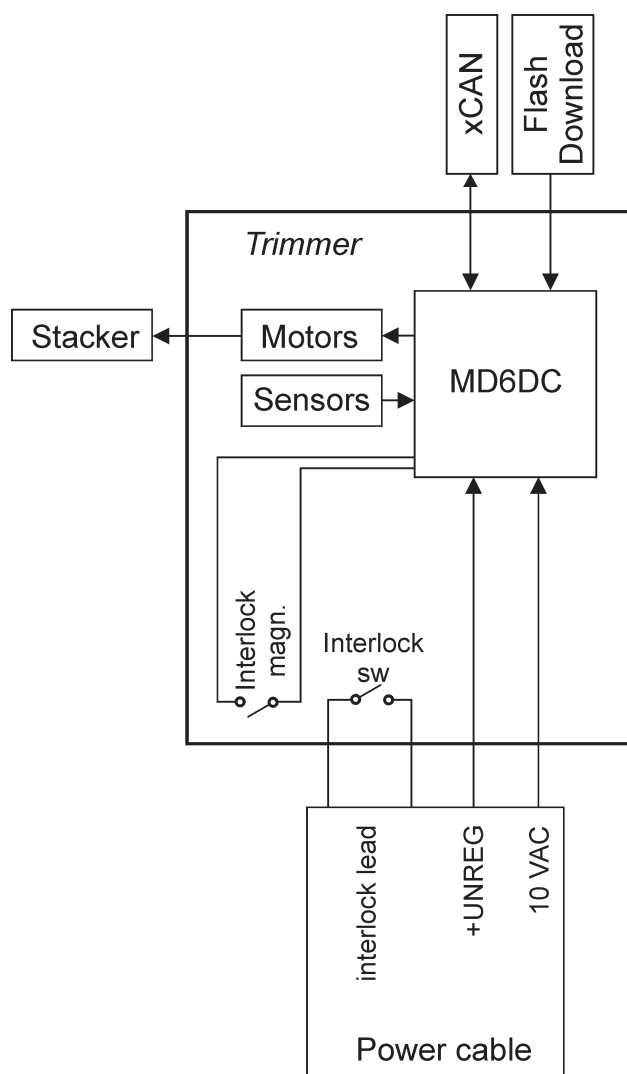 xCAN
Flash
Download
Trimmer
Stacker
Motors
MD6DC
Sensors
Interlock
magn.
Interlock
sw
interlock lead
+UNREG
10 VAC
Power cable